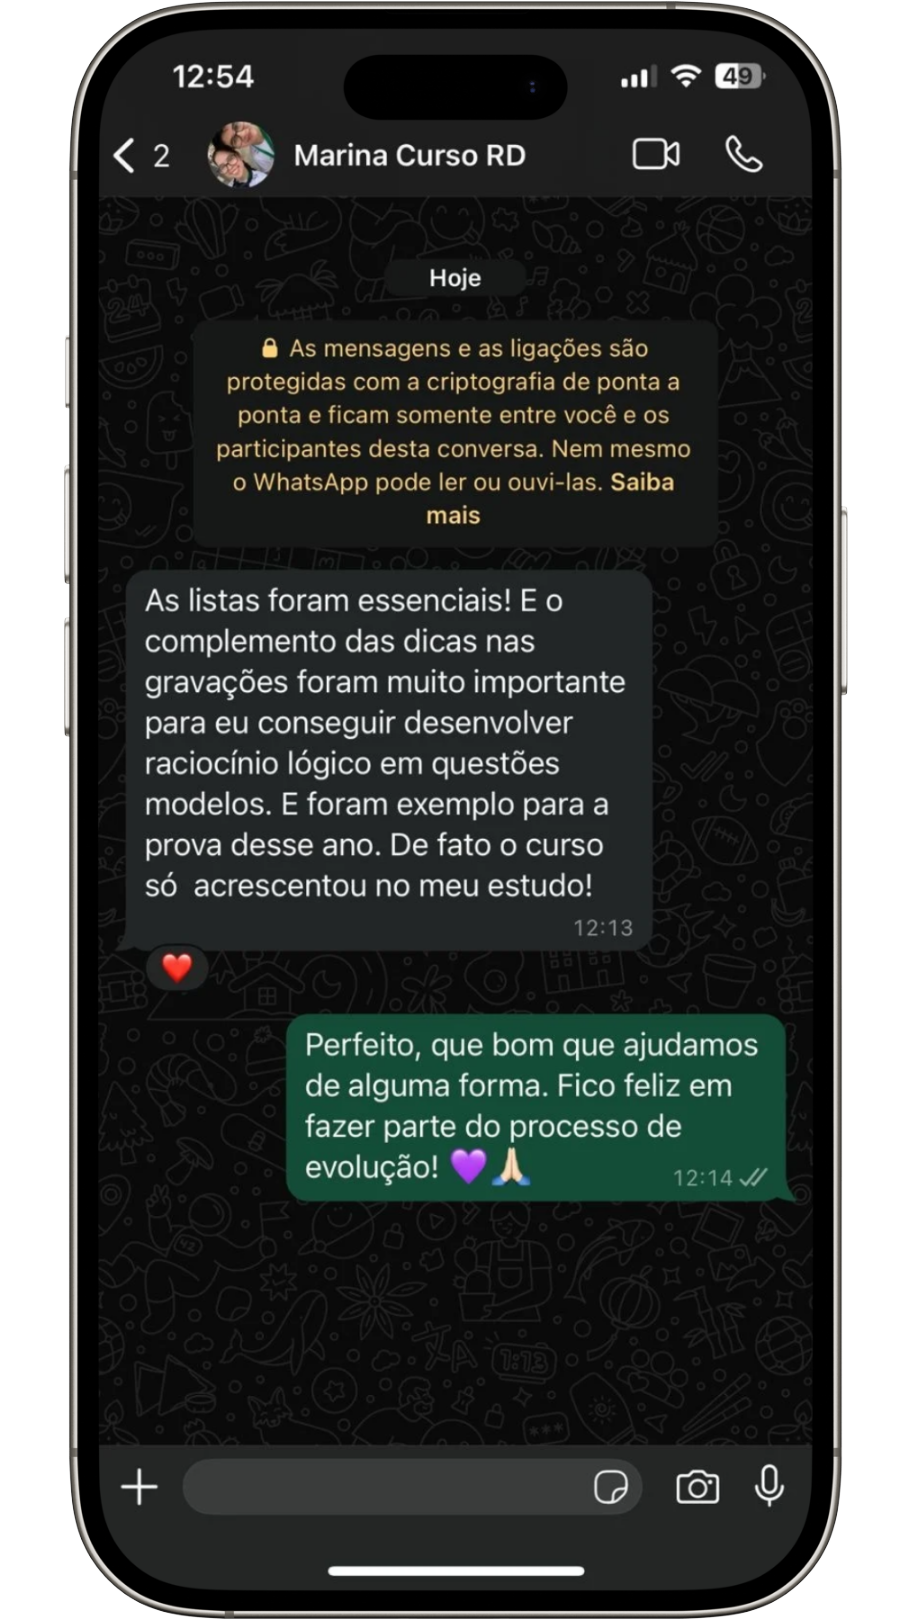 12:54
49
2
Marina Curso RD
Hoje
🔒 As mensagens e as ligações são
protegidas com a criptografia de ponta a
ponta e ficam somente entre você e os
participantes desta conversa. Nem mesmo
o WhatsApp pode ler ou ouvi-las. Saiba
mais
As listas foram essenciais! E o
complemento das dicas nas
gravações foram muito importante
para eu conseguir desenvolver
raciocínio lógico em questões
modelos. E foram exemplo para a
prova desse ano. De fato o curso
só  acrescentou no meu estudo!
12:13
❤️
Perfeito, que bom que ajudamos
de alguma forma. Fico feliz em
fazer parte do processo de
evolução! 💜🙏🏻
12:14